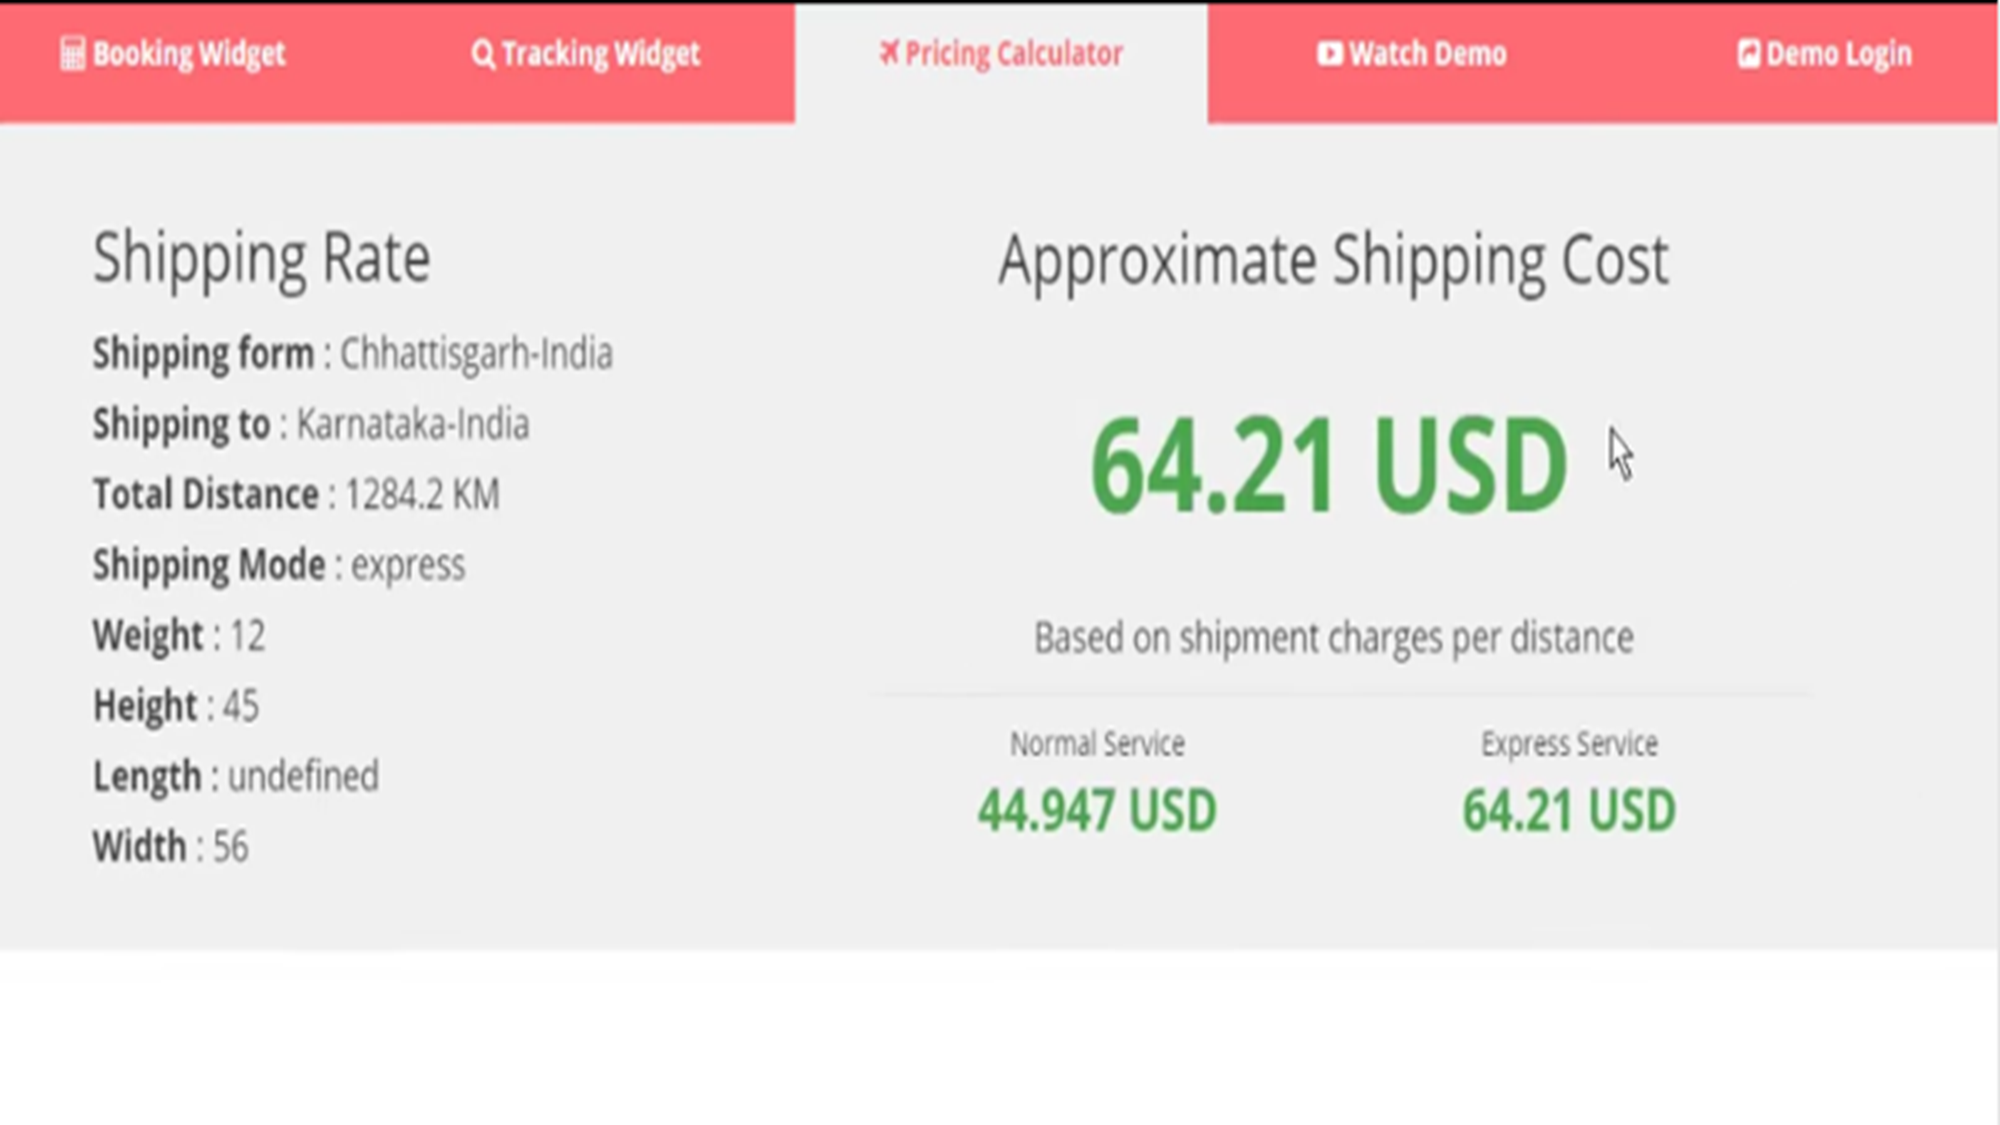 Booking Widget
Tracking Widget
Pricing Calculator
Watch Demo
Demo Login
Shipping Rate
Shipping form : Chhattisgarh-India
Shipping to : Karnataka-India
Total Distance : 1284.2 KM
Shipping Mode : express
Weight : 12
Height : 45
Length : undefined
Width : 56
Approximate Shipping Cost
64.21 USD
Based on shipment charges per distance
Normal Service
44.947 USD
Express Service
64.21 USD